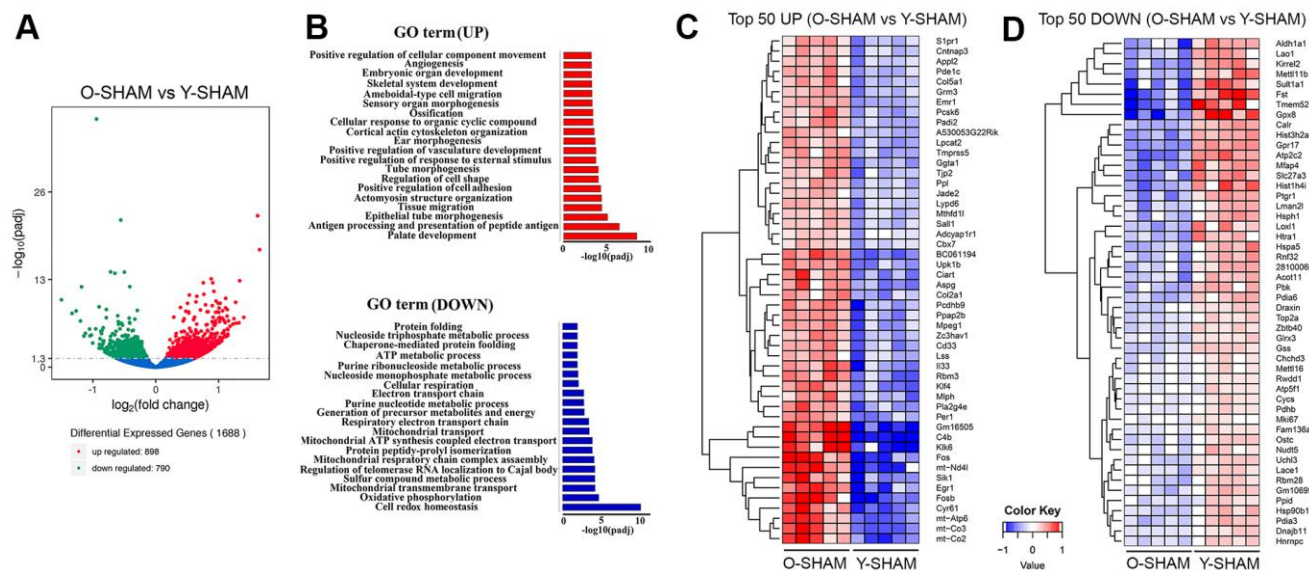 A
O-SHAM vs Y-SHAM
−log10(padj)
26
13
1.3
0
-1
0
1
log2(fold change)
Differential Expressed Genes ( 1688)
up regulated: 898
down regulated: 790
B
GO term(UP)
Positive regulation of cellular component movement
Angiogenesis
Embryonic organ development
Skeletal system development
Ameboidal-type cell migration
Sensory organ morphogenesis
Ossification
Cellular response to organic cyclic compound
Cortical actin cytoskeleton organization
Ear morphogenesis
Positive regulation of vasculature development
Positive regulation of response to external stimulus
Tube morphogenesis
Regulation of cell shape
Positive regulation of cell adhesion
Actomyosin structure organization
Tissue migration
Epithelial tube morphogenesis
Antigen processing and presentation of peptide antigen
Palate development
0 5 10
-log10(padj)
GO term(DOWN)
Protein folding
Nucleoside triphosphate metabolic process
Chaperone-mediated protein foolding
ATP metabolic process
Purine ribonucleoside metabolic process
Nucleoside monophosphate metabolic process
Cellular respiration
Electron transport chain
Purine nucleotide metabolic process
Generation of precursor metabolites and energy
Respiratory electron transport chain
Mitochondrial transport
Mitochondrial ATP synthesis coupled electron transport
Protein peptidy-prolyl isomerization
Mitochondrial respiratory chain complex assembly
Regulation of telomerase RNA localization to Cajal body
Sulfur compound metabolic process
Mitochondrial transmembrane transport
Oxidative phosphorylation
Cell redox homeostasis
0 5 10
-log10(padj)
C
Top 50 UP (O-SHAM vs Y-SHAM)
S1pr1
Cntnap3
Appl2
Pde1c
Col5a1
Grm3
Emr1
Pcsk6
Padi2
A530053G22Rik
Lpcat2
Tmprss5
Ggta1
Tjp2
Ppl
Jade2
Lypd6
Mthfd1l
Sall1
Adcyap1r1
Cbx7
BC061194
Upk1b
Ciart
Aspg
Col2a1
Pcdhb9
Ppap2b
Mpeg1
Zc3hav1
Cd33
Lss
Il33
Rbm3
Klf4
Mlph
Pla2g4e
Per1
Gm16505
C4b
Klk6
Fos
mt-Nd4l
Sik1
Egr1
Fosb
Cyr61
mt-Atp6
mt-Co3
mt-Co2
O-SHAM
Y-SHAM
Color Key
−1 0 1
Value
D
Top 50 DOWN (O-SHAM vs Y-SHAM)
Aldh1a1
Lao1
Kirrel2
Mettl11b
Sult1a1
Fst
Tmem52
Gpx8
Calr
Hist3h2a
Gpr17
Atp2c2
Mfap4
Slc27a3
Hist1h4i
Ptgr1
Lman2l
Hsph1
Loxl1
Htra1
Hspa5
Rnf32
2810006
Acot11
Pbk
Pdia6
Draxin
Top2a
Zbtb40
Glrx3
Gss
Chchd3
Mettl16
Rwdd1
Atp5f1
Cycs
Pdhb
Mki67
Fam136a
Ostc
Nudt5
Uchl3
Lace1
Rbm28
Gm10695
Ppid
Hsp90b1
Pdia3
Dnajb11
Hnrnpc
O-SHAM
Y-SHAM